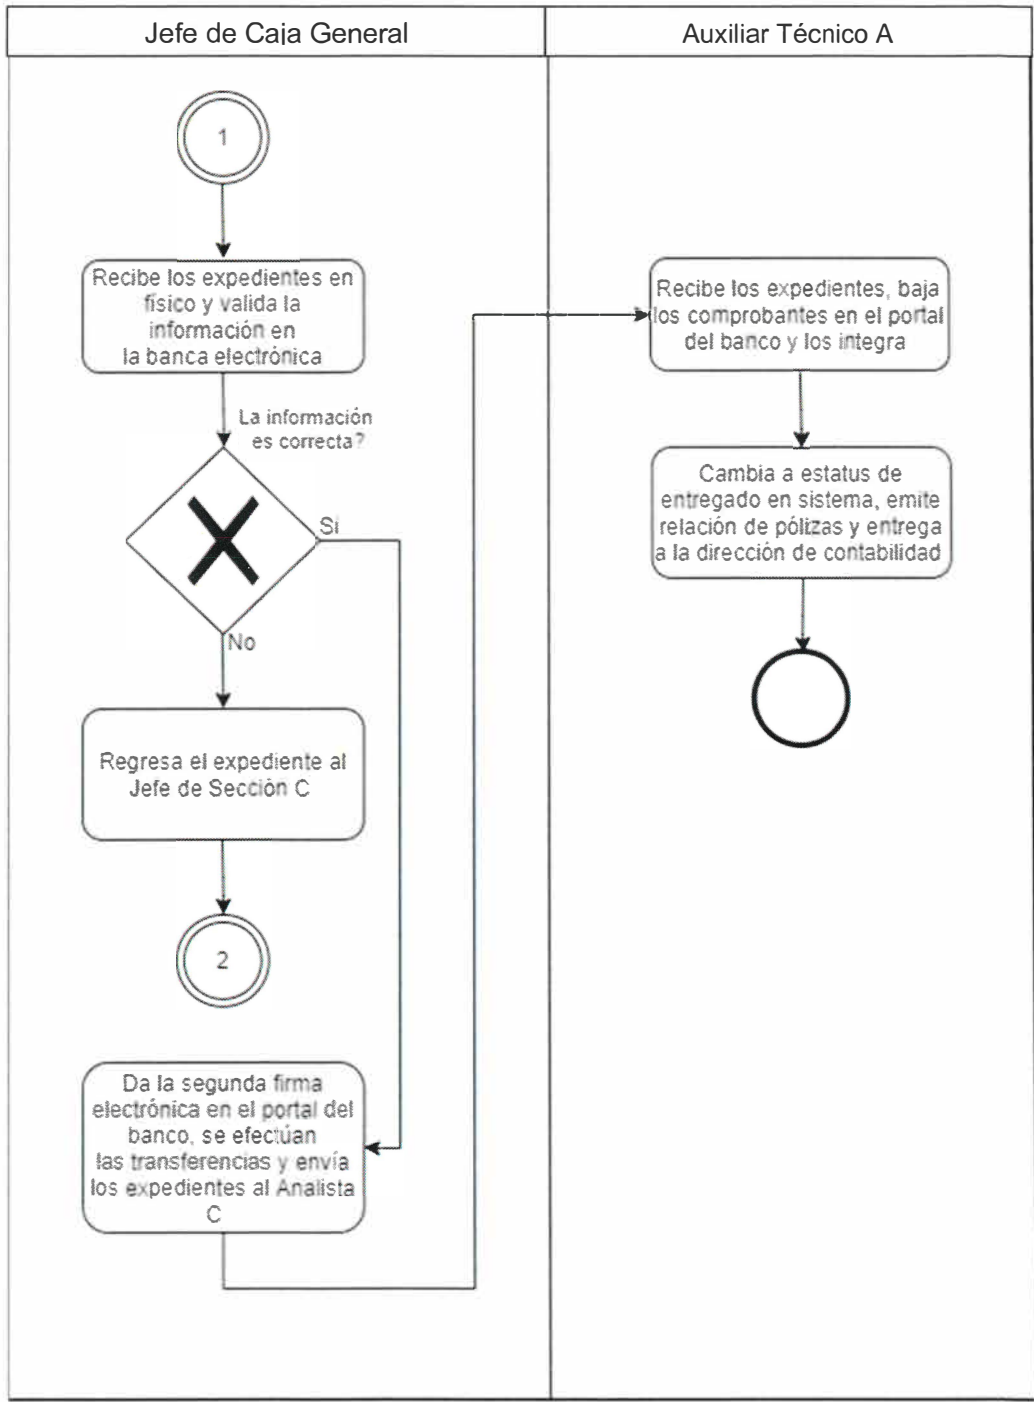 Jefe de Caja General
Auxiliar Técnico A
1
Recibe los expedientes en
físico y valida la
información en
la banca electrónica
La información
es correcta?
Si
No
Regresa el expediente al
Jefe de Sección C
2
Da la segunda firma
electrónica en el portal del
banco, se efectúan
las transferencias y envía
los expedientes al Analista
C
Recibe los expedientes, baja
los comprobantes en el portal
del banco y los integra
Cambia a estatus de
entregado en sistema, emite
relación de pólizas y entrega
a la dirección de contabilidad